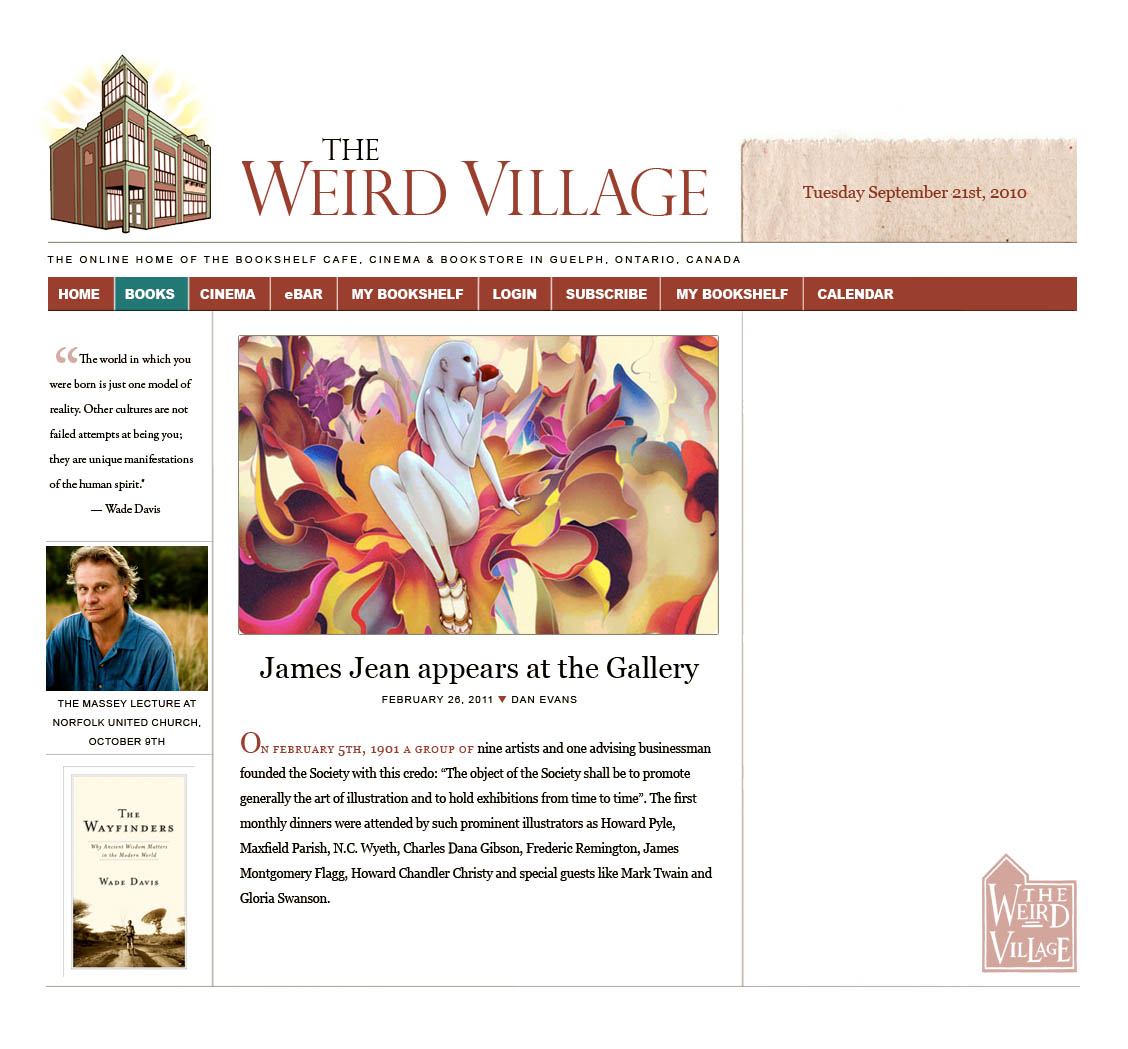 THE
WEIRD VILLAGE
Tuesday September 21st, 2010
THE ONLINE HOME OF THE BOOKSHELF CAFE, CINEMA & BOOKSTORE IN GUELPH, ONTARIO, CANADA
HOME BOOKS CINEMA eBAR MY BOOKSHELF LOGIN SUBSCRIBE MY BOOKSHELF CALENDAR
“The world in which you
were born is just one model of
reality. Other cultures are not
failed attempts at being you;
they are unique manifestations
of the human spirit."
— Wade Davis
THE MASSEY LECTURE AT
NORFOLK UNITED CHURCH,
OCTOBER 9TH
THE
WAYFINDERS
Why Ancient Wisdom Matters
in the Modern World
WADE DAVIS
James Jean appears at the Gallery
FEBRUARY 26, 2011 ▼ DAN EVANS
ON FEBRUARY 5TH, 1901 A GROUP OF nine artists and one advising businessman
founded the Society with this credo: “The object of the Society shall be to promote
generally the art of illustration and to hold exhibitions from time to time”. The first
monthly dinners were attended by such prominent illustrators as Howard Pyle,
Maxfield Parish, N.C. Wyeth, Charles Dana Gibson, Frederic Remington, James
Montgomery Flagg, Howard Chandler Christy and special guests like Mark Twain and
Gloria Swanson.
THE
WEIRD
VILLAGE